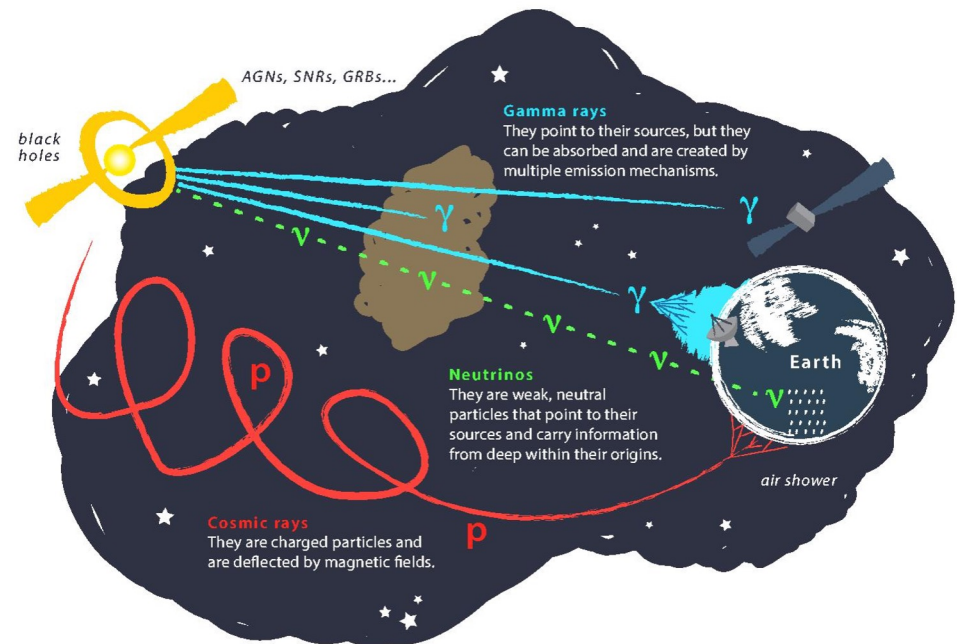 AGNs, SNRs, GRBs...
black
holes
Gamma rays
They point to their sources, but they
can be absorbed and are created by
multiple emission mechanisms.
γ
γ
ν
ν
γ
ν
ν
Earth
p
Neutrinos
They are weak, neutral
particles that point to their
sources and carry information
from deep within their origins.
ν
air shower
Cosmic rays
They are charged particles and
are deflected by magnetic fields.
p